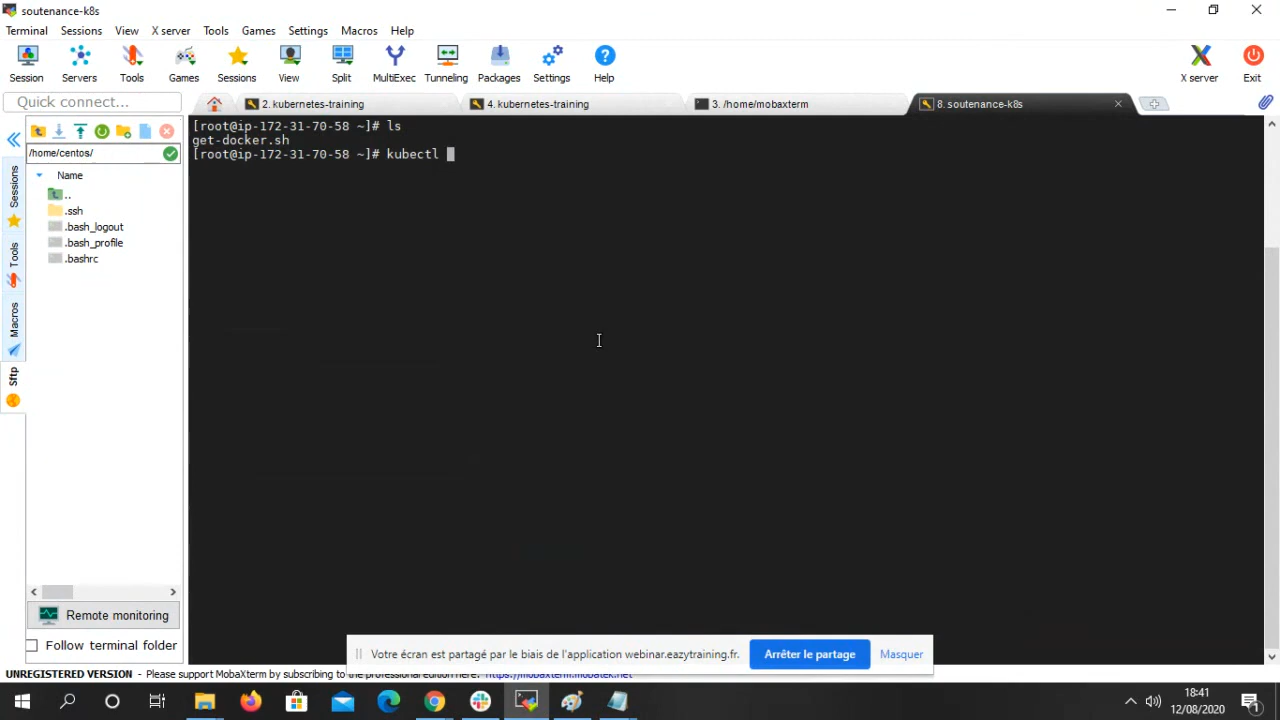 soutenance-k8s
Terminal Sessions View X server Tools Games Settings Macros Help
Session Servers Tools Games Sessions View Split MultiExec Tunneling Packages Settings Help X server Exit
Quick connect...
2. kubernetes-training
4. kubernetes-training
3. /home/mobaxterm
8. soutenance-k8s
/home/centos/
Name
..
.ssh
.bash_logout
.bash_profile
.bashrc
Sessions
Tools
Macros
Sftp
[root@ip-172-31-70-58 ~]# ls
get-docker.sh
[root@ip-172-31-70-58 ~]# kubectl
Remote monitoring
Follow terminal folder
Votre écran est partagé par le biais de l'application webinar.eazytraining.fr.
Arrêter le partage
Masquer
UNREGISTERED VERSION - Please support MobaXterm by subscribing to the professional edition here: https://mobaxterm.mobatek.net
18:41
12/08/2020
1